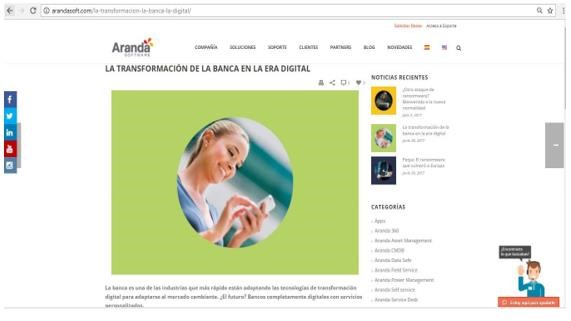 arandasoft.com/la-transformacion-la-banca-la-digital/
Solicitar Demo Acceso a Soporte
Aranda
SOFTWARE
COMPAÑÍA SOLUCIONES SOPORTE CLIENTES PARTNERS BLOG NOVEDADES
LA TRANSFORMACIÓN DE LA BANCA EN LA ERA DIGITAL
NOTICIAS RECIENTES
¿Otro ataque de
ransomware?
Bienvenido a la nueva
normalidad
La transformación de la
banca en la era digital
Petya: El ransomware
que vulneró a Europa
CATEGORÍAS
Apps
Aranda 360
Aranda Asset Management
Aranda CMDB
Aranda Data Safe
Aranda Field Service
Aranda Power Management
Aranda Self service
Aranda Service Desk
La banca es una de las industrias que más rápido están adoptando las tecnologías de transformación
digital para adaptarse al mercado cambiante. ¿El futuro? Bancos completamente digitales con servicios
personalizados.
¿Encontraste
lo que buscabas?
Estoy aquí para ayudarte